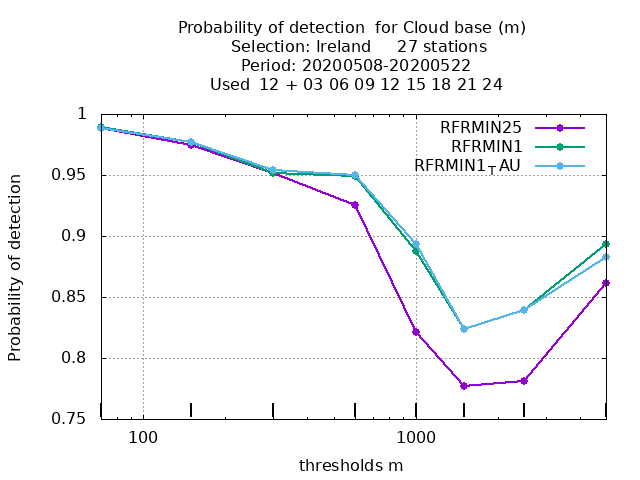 Probability of detection  for Cloud base (m)
Selection: Ireland     27 stations
Period: 20200508-20200522
Used  12 + 03 06 09 12 15 18 21 24
RFRMIN25
RFRMIN1
RFRMIN1TAU
1
0.95
0.9
0.85
0.8
0.75
Probability of detection
100
1000
thresholds m